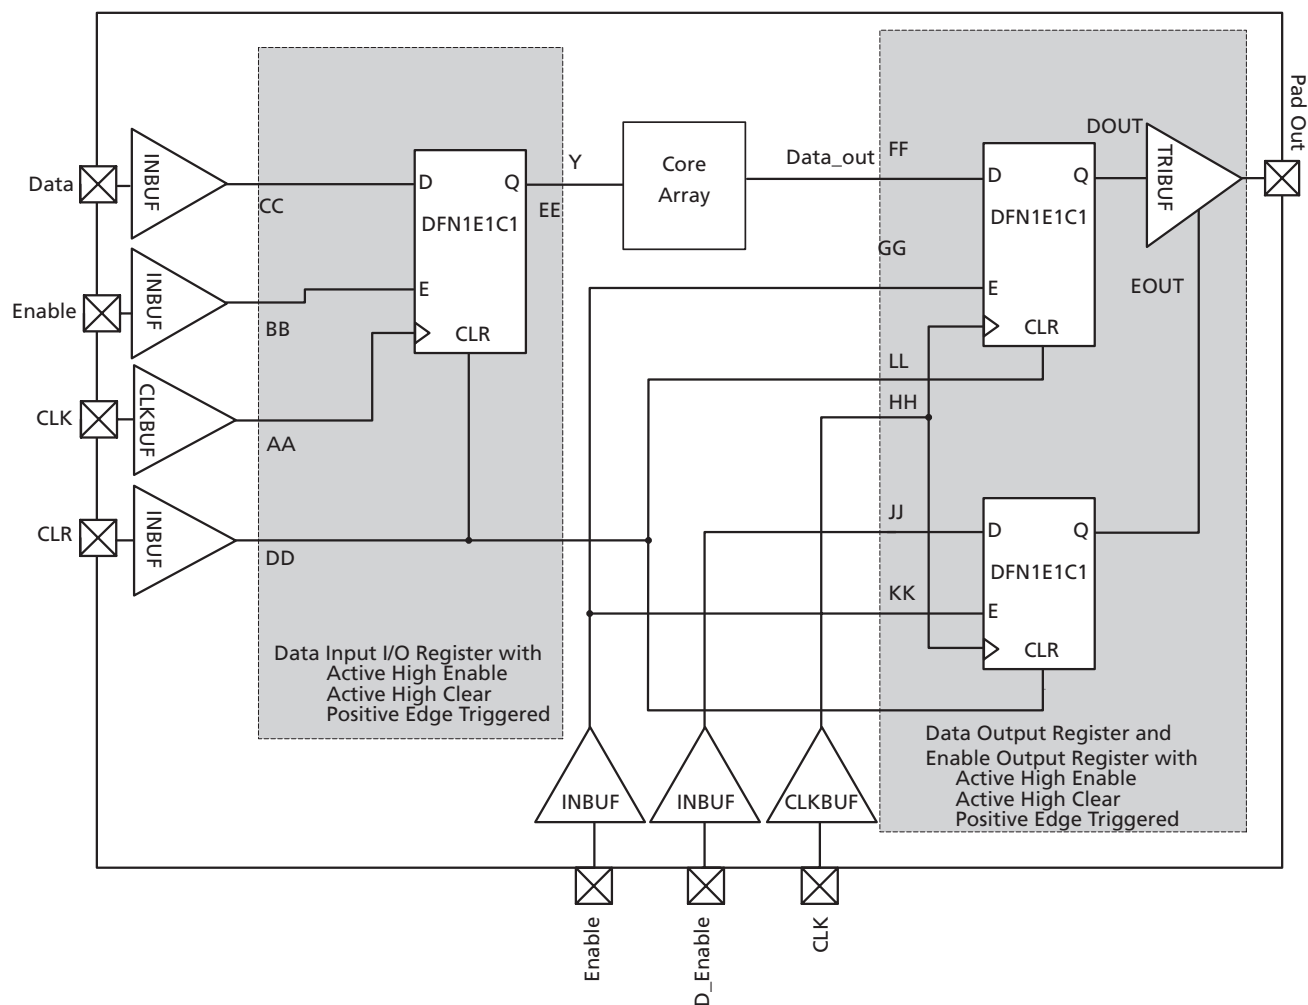 Data
Enable
CLK
CLR
INBUF
INBUF
CLKBUF
INBUF
CC
BB
AA
DD
D
Q
DFN1E1C1
E
CLR
Y
EE
Data Input I/O Register with
Active High Enable
Active High Clear
Positive Edge Triggered
Core
Array
Data_out
FF
GG
LL
HH
JJ
KK
D
Q
DFN1E1C1
E
CLR
DOUT
TRIBUF
EOUT
Pad Out
D
Q
DFN1E1C1
E
CLR
Data Output Register and
Enable Output Register with
Active High Enable
Active High Clear
Positive Edge Triggered
INBUF
INBUF
CLKBUF
Enable
D_Enable
CLK